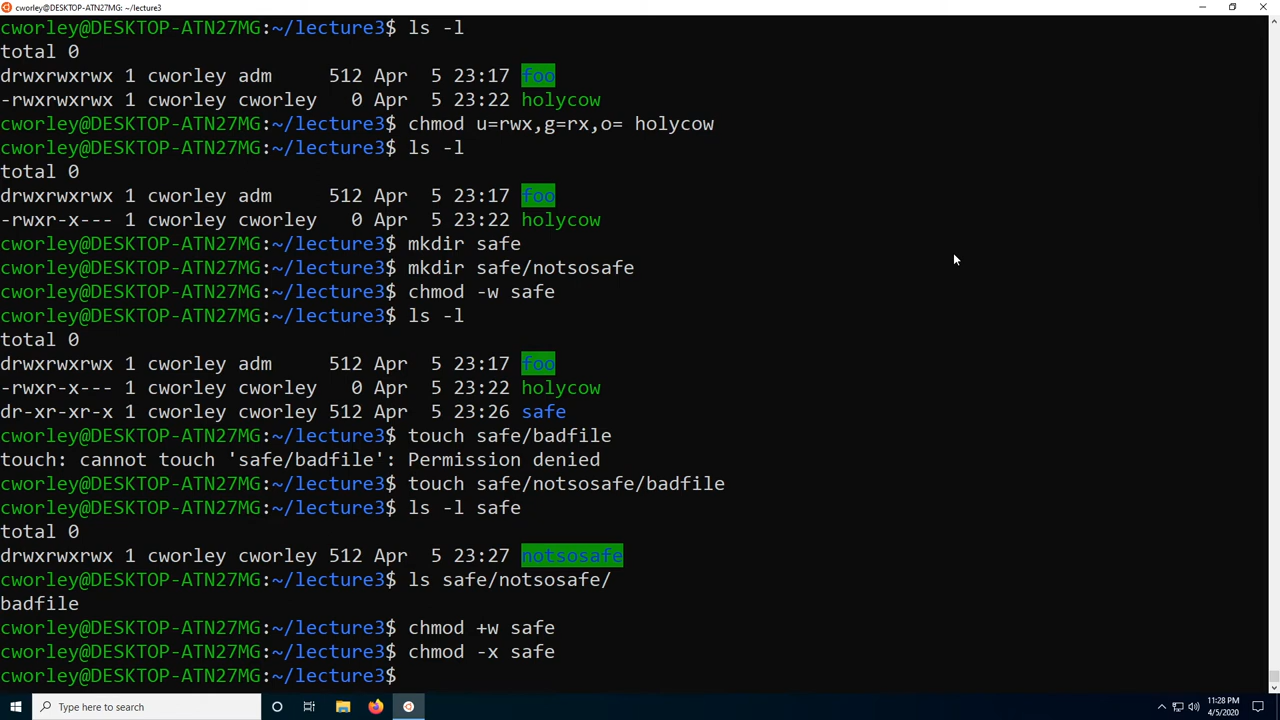 cworley@DESKTOP-ATN27MG: ~/lecture3
cworley@DESKTOP-ATN27MG:~/lecture3$ ls -l
total 0
drwxrwxrwx 1 cworley adm     512 Apr  5 23:17 foo
-rwxrwxrwx 1 cworley cworley   0 Apr  5 23:22 holycow
cworley@DESKTOP-ATN27MG:~/lecture3$ chmod u=rwx,g=rx,o= holycow
cworley@DESKTOP-ATN27MG:~/lecture3$ ls -l
total 0
drwxrwxrwx 1 cworley adm     512 Apr  5 23:17 foo
-rwxr-x--- 1 cworley cworley   0 Apr  5 23:22 holycow
cworley@DESKTOP-ATN27MG:~/lecture3$ mkdir safe
cworley@DESKTOP-ATN27MG:~/lecture3$ mkdir safe/notsosafe
cworley@DESKTOP-ATN27MG:~/lecture3$ chmod -w safe
cworley@DESKTOP-ATN27MG:~/lecture3$ ls -l
total 0
drwxrwxrwx 1 cworley adm     512 Apr  5 23:17 foo
-rwxr-x--- 1 cworley cworley   0 Apr  5 23:22 holycow
dr-xr-xr-x 1 cworley cworley 512 Apr  5 23:26 safe
cworley@DESKTOP-ATN27MG:~/lecture3$ touch safe/badfile
touch: cannot touch 'safe/badfile': Permission denied
cworley@DESKTOP-ATN27MG:~/lecture3$ touch safe/notsosafe/badfile
cworley@DESKTOP-ATN27MG:~/lecture3$ ls -l safe
total 0
drwxrwxrwx 1 cworley cworley 512 Apr  5 23:27 notsosafe
cworley@DESKTOP-ATN27MG:~/lecture3$ ls safe/notsosafe/
badfile
cworley@DESKTOP-ATN27MG:~/lecture3$ chmod +w safe
cworley@DESKTOP-ATN27MG:~/lecture3$ chmod -x safe
cworley@DESKTOP-ATN27MG:~/lecture3$
Type here to search
11:28 PM
4/5/2020